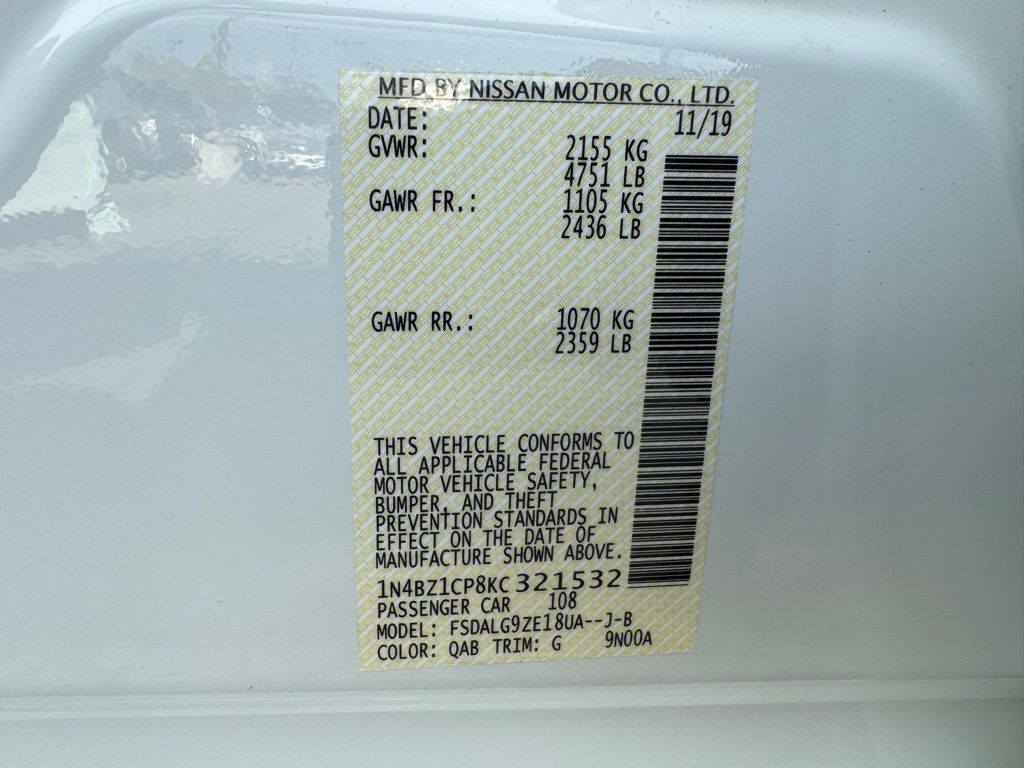 MFD BY NISSAN MOTOR CO., LTD.
DATE: 11/19
GVWR: 2155 KG
4751 LB
GAWR FR.: 1105 KG
2436 LB
GAWR RR.: 1070 KG
2359 LB
THIS VEHICLE CONFORMS TO
ALL APPLICABLE FEDERAL
MOTOR VEHICLE SAFETY,
BUMPER, AND THEFT
PREVENTION STANDARDS IN
EFFECT ON THE DATE OF
MANUFACTURE SHOWN ABOVE.
1N4BZ1CP8KC 321532
PASSENGER CAR 108
MODEL: FSDALG9ZE18UA--J-B
COLOR: QAB TRIM: G 9N00A